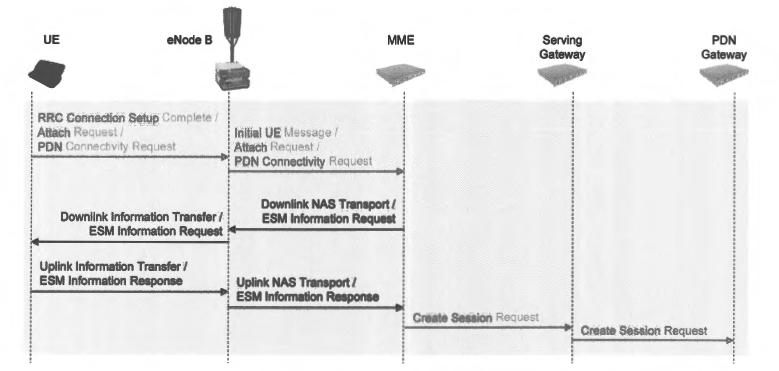 UE
eNode B
MME
Serving
Gateway
PDN
Gateway
RRC Connection Setup Complete /
Attach Request /
PDN Connectivity Request
Initial UE Message /
Attach Request /
PDN Connectivity Request
Downlink NAS Transport /
ESM Information Request
Downlink Information Transfer /
ESM Information Request
Uplink Information Transfer /
ESM Information Response
Uplink NAS Transport /
ESM Information Response
Create Session Request
Create Session Request